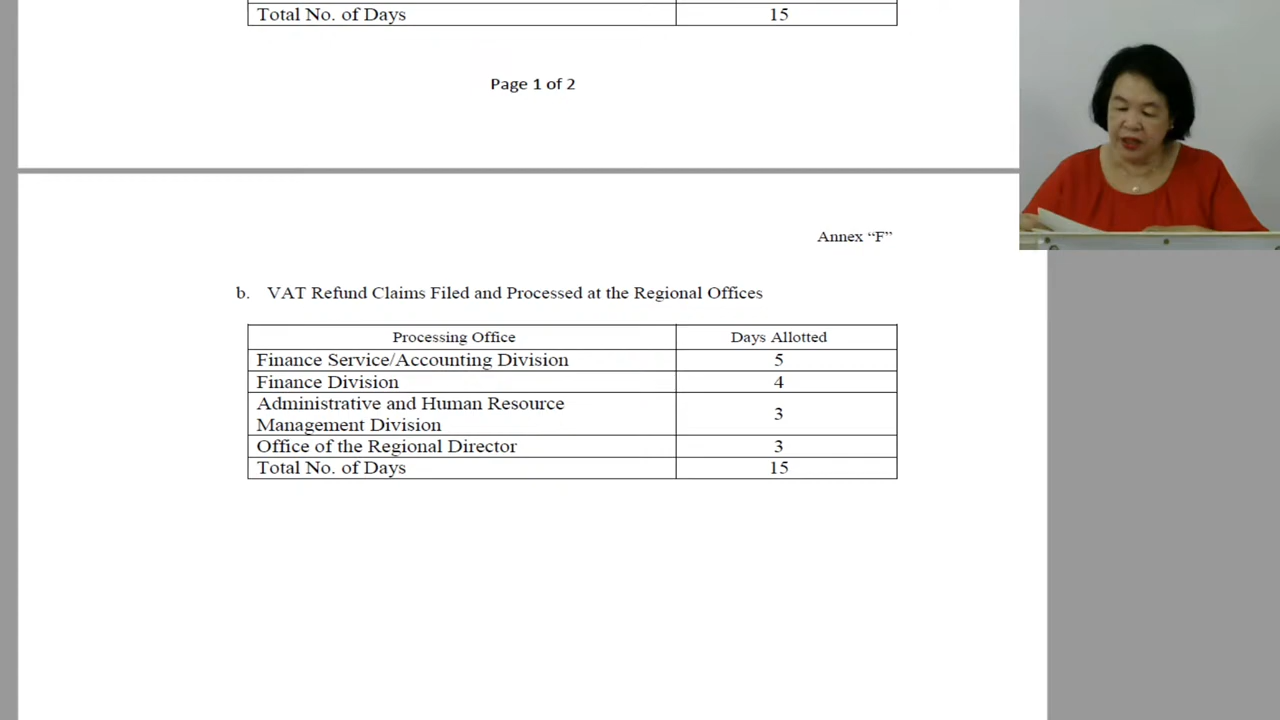 Total No. of Days 15
Page 1 of 2
Annex “F”
b. VAT Refund Claims Filed and Processed at the Regional Offices
Processing Office Days Allotted
Finance Service/Accounting Division 5
Finance Division 4
Administrative and Human Resource
Management Division 3
Office of the Regional Director 3
Total No. of Days 15